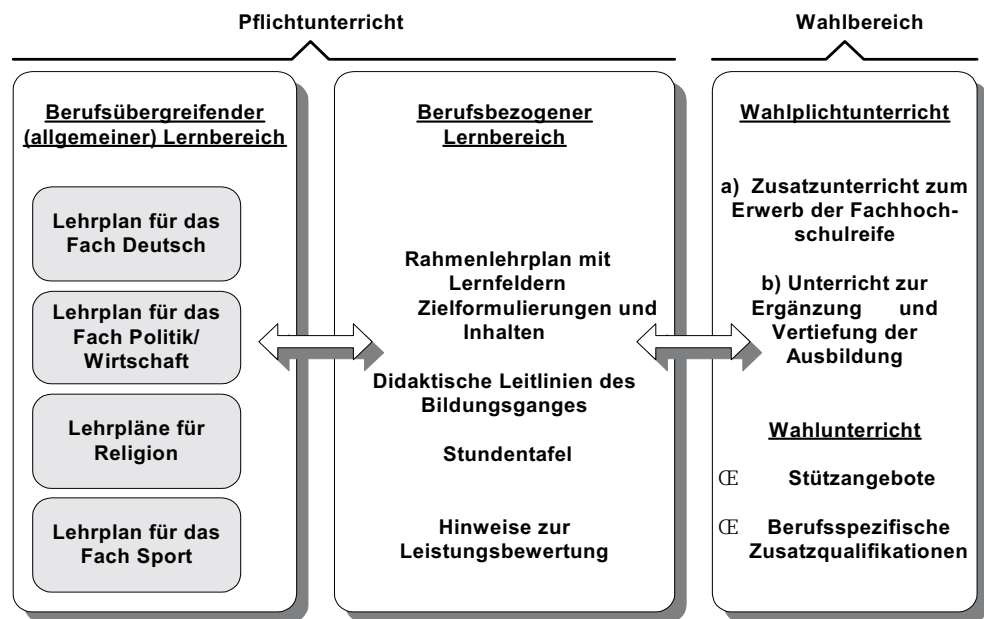 Pflichtunterricht
Wahlbereich
Berufsübergreifender
(allgemeiner) Lernbereich
Lehrplan für das
Fach Deutsch
Lehrplan für das
Fach Politik/
Wirtschaft
Lehrpläne für
Religion
Lehrplan für das
Fach Sport
Berufsbezogener
Lernbereich
Rahmenlehrplan mit
Lernfeldern
Zielformulierungen und
Inhalten
Didaktische Leitlinien des
Bildungsganges
Stundentafel
Hinweise zur
Leistungsbewertung
Wahlplichtunterricht
a) Zusatzunterricht zum
Erwerb der Fachhoch-
schulreife
b) Unterricht zur
Ergänzung und
Vertiefung der
Ausbildung
Wahlunterricht
Œ Stützangebote
Œ Berufsspezifische
Zusatzqualifikationen